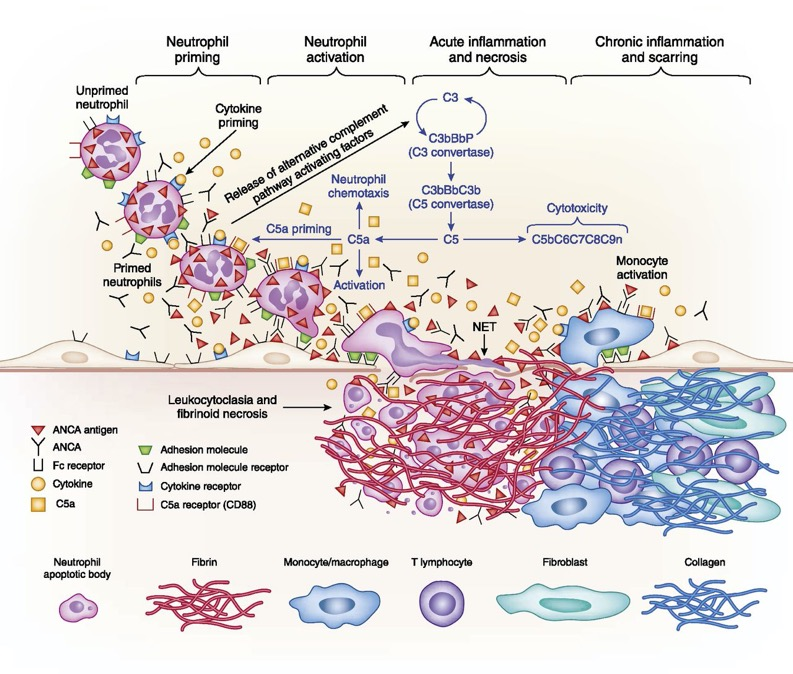 Neutrophil
priming
Neutrophil
activation
Acute inflammation
and necrosis
Chronic inflammation
and scarring
Unprimed
neutrophil
Cytokine
priming
Release of alternative complement
pathway activating factors
C3
C3bBbP
(C3 convertase)
C3bBbC3b
(C5 convertase)
Neutrophil
chemotaxis
Cytotoxicity
C5a priming
C5a
C5
C5bC6C7C8C9n
Primed
neutrophils
Activation
Monocyte
activation
NET
Leukocytoclasia and
fibrinoid necrosis
ANCA antigen
ANCA
Fc receptor
Cytokine
C5a
Adhesion molecule
Adhesion molecule receptor
Cytokine receptor
C5a receptor (CD88)
Neutrophil
apoptotic body
Fibrin
Monocyte/macrophage
T lymphocyte
Fibroblast
Collagen